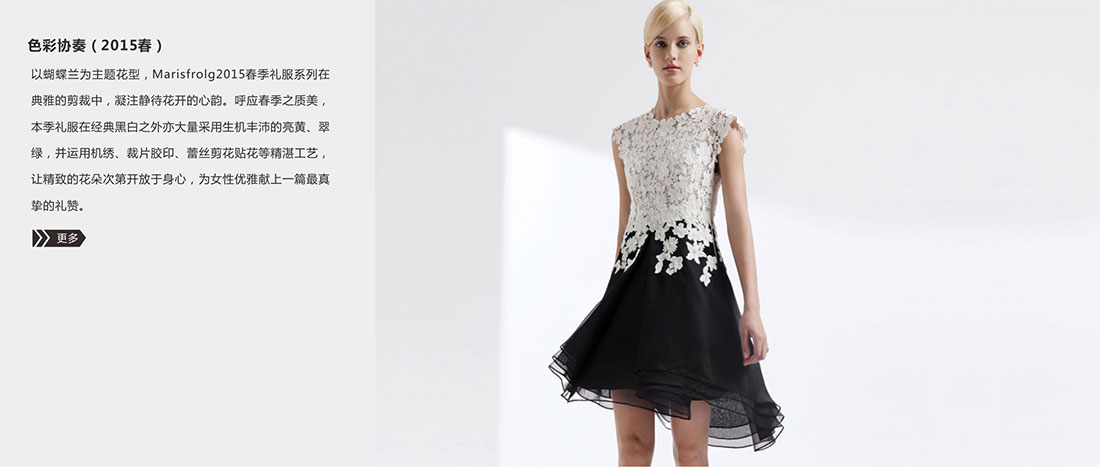 色彩协奏（2015春）
以蝴蝶兰为主题花型，Marisfrolg2015春季礼服系列在
典雅的剪裁中，凝注静待花开的心韵。呼应春季之质美，
本季礼服在经典黑白之外亦大量采用生机丰沛的亮黄、翠
绿，并运用机绣、裁片胶印、蕾丝剪花贴花等精湛工艺，
让精致的花朵次第开放于身心，为女性优雅献上一篇最真
挚的礼赞。
更多